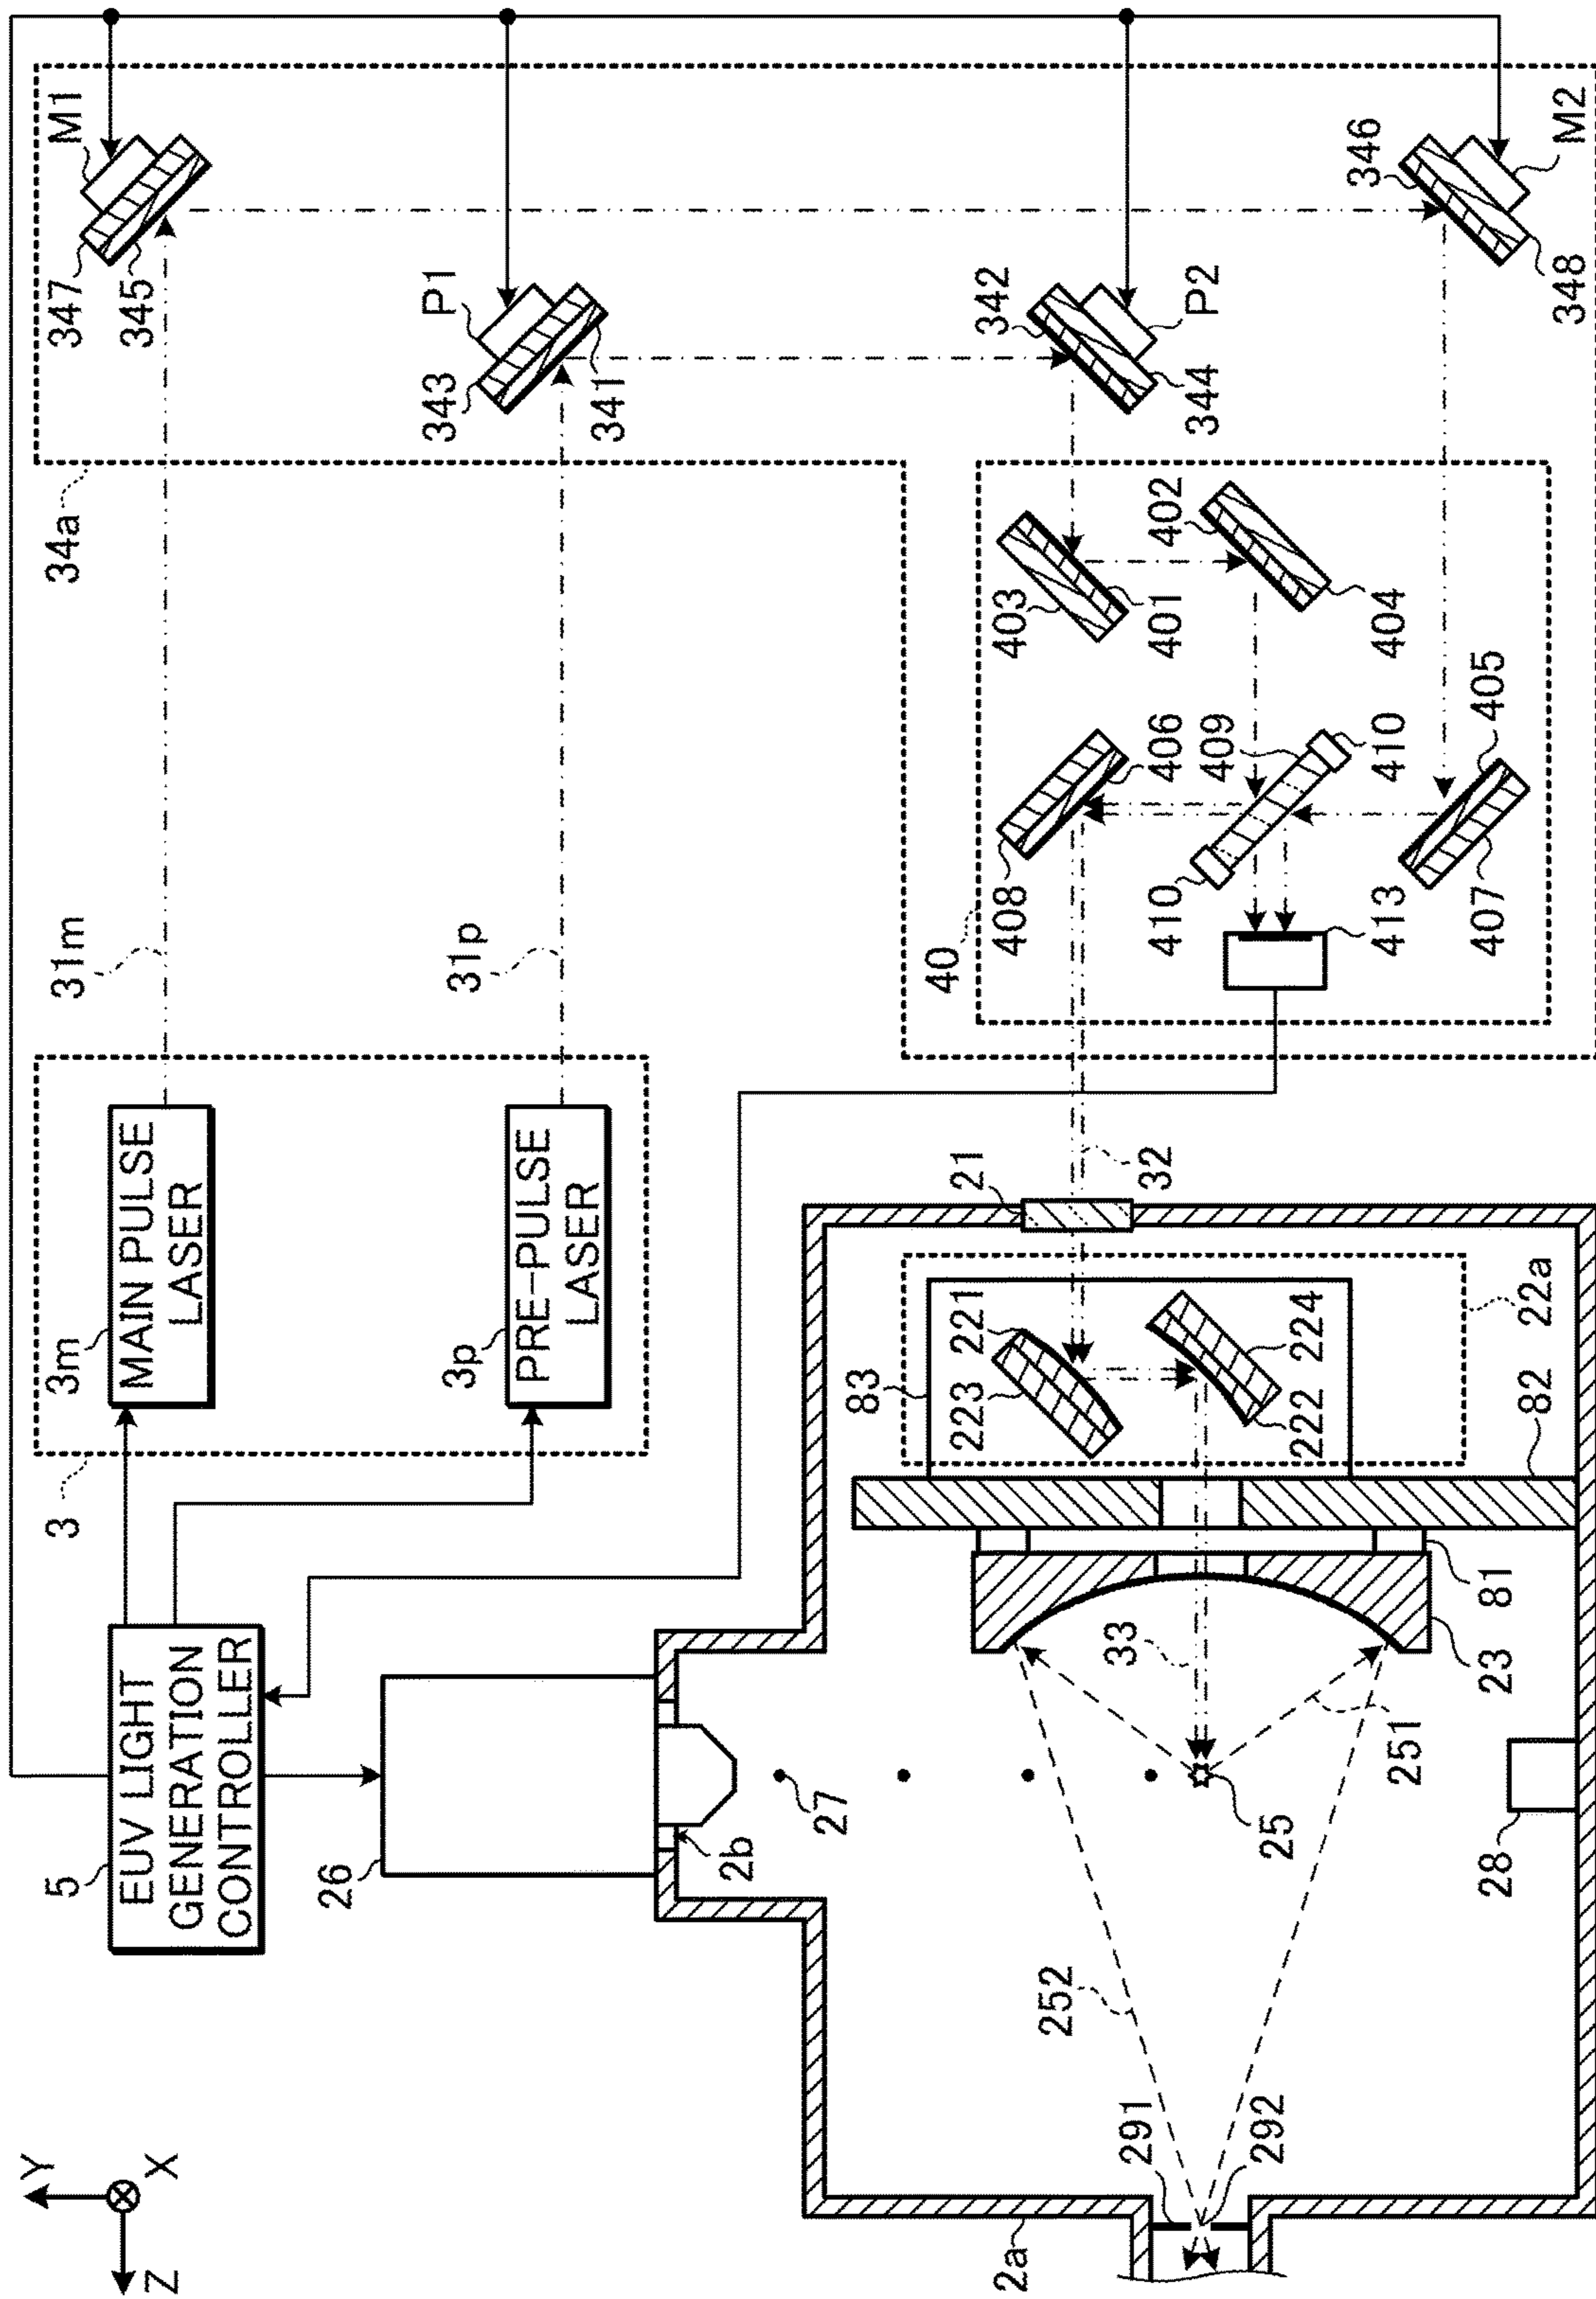 Y
X
Z
5
EUV LIGHT
GENERATION
CONTROLLER
3
3m
MAIN PULSE
LASER
3p
PRE-PULSE
LASER
31m
31p
34a
347
345
M1
343
341
P1
342
344
P2
346
348
M2
40
403
401
402
404
408
406
409
410
410
413
405
407
26
2b
27
2a
252
291
292
25
251
28
33
23
81
82
83
223
221
222
224
22a
21
32